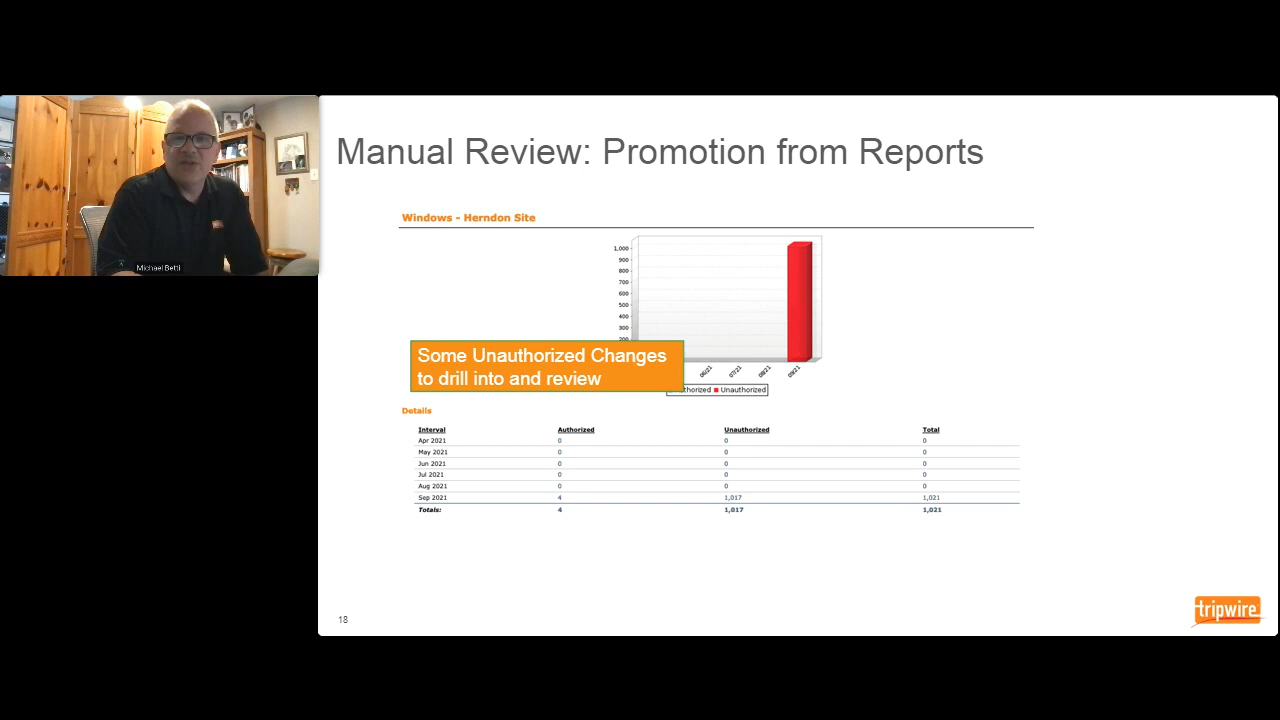 Michael Betti
Manual Review: Promotion from Reports
Windows - Herndon Site
1,000
900
800
700
600
500
400
300
200
06/21 07/21 08/21 09/21
Some Unauthorized Changes
to drill into and review
Unauthorized
Details
Interval Authorized Unauthorized Total
Apr 2021 0 0 0
May 2021 0 0 0
Jun 2021 0 0 0
Jul 2021 0 0 0
Aug 2021 0 0 0
Sep 2021 4 1,017 1,021
Totals: 4 1,017 1,021
18
tripwire